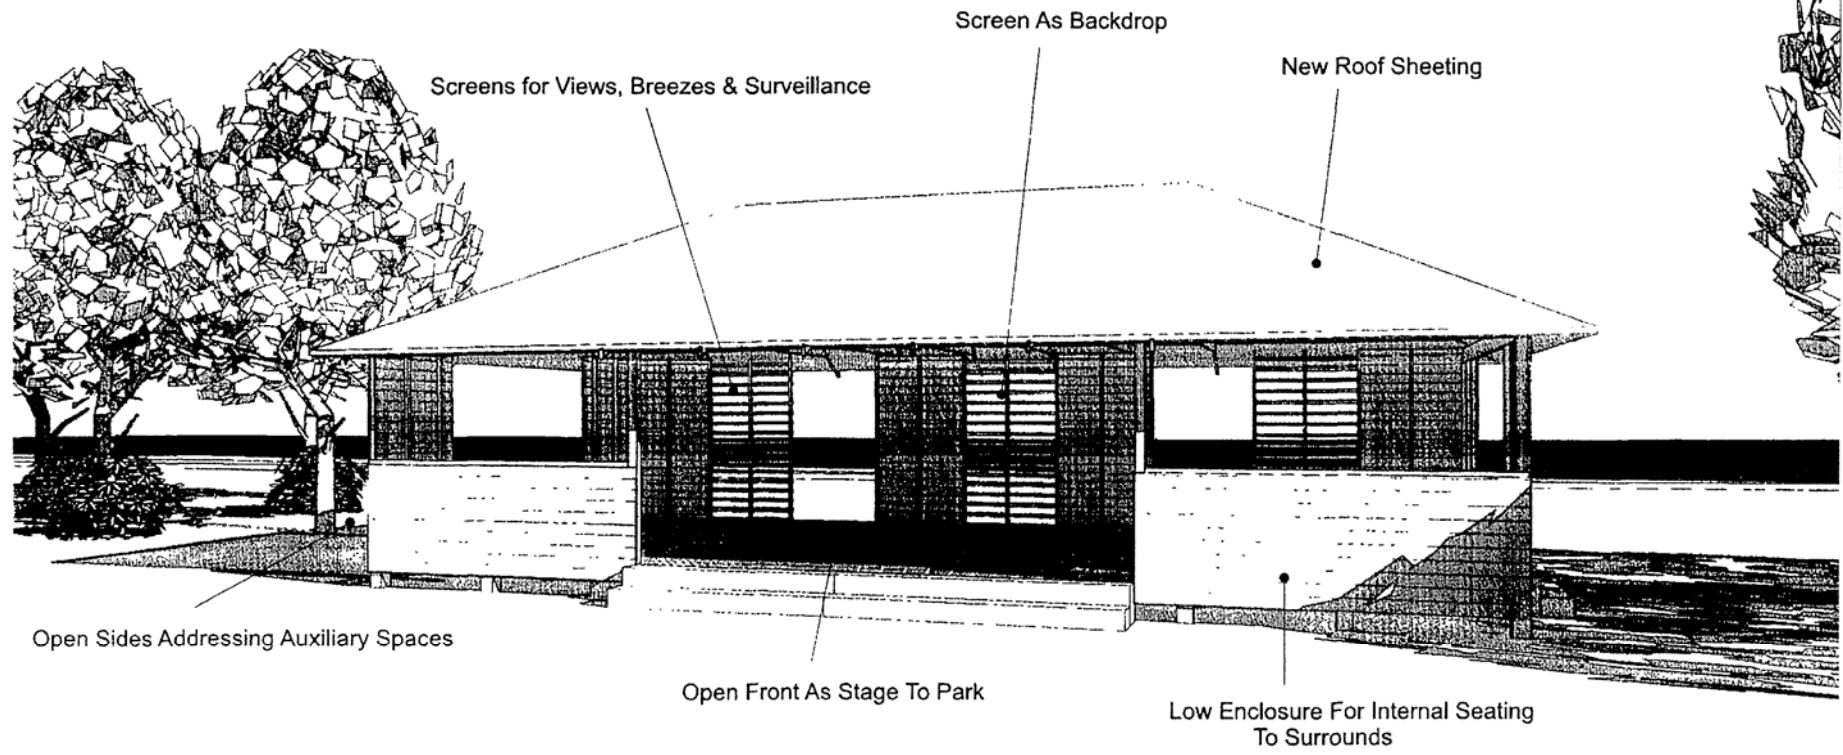 Screen As Backdrop
New Roof Sheeting
Screens for Views, Breezes & Surveillance
Open Sides Addressing Auxiliary Spaces
Open Front As Stage To Park
Low Enclosure For Internal Seating
To Surrounds